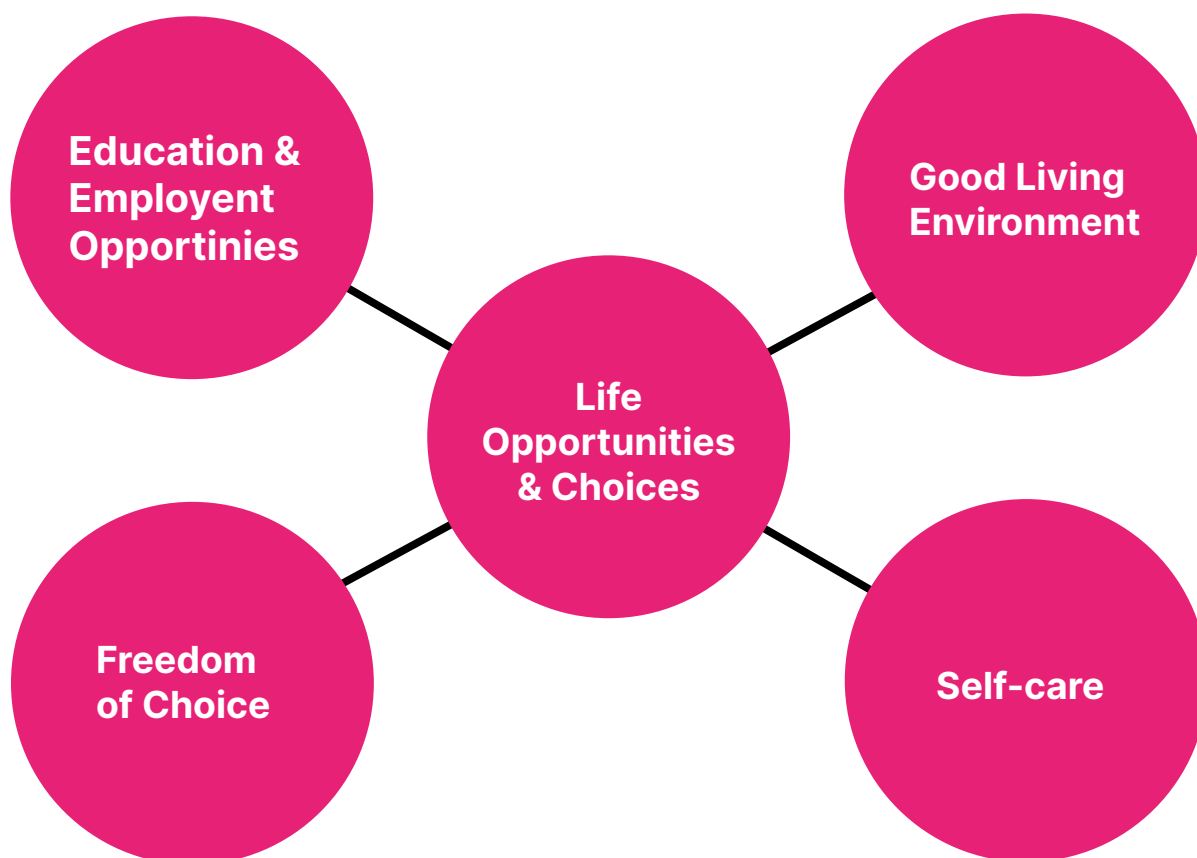 Education &
Employent
Opportinies
Good Living
Environment
Life
Opportunities
& Choices
Freedom
of Choice
Self-care